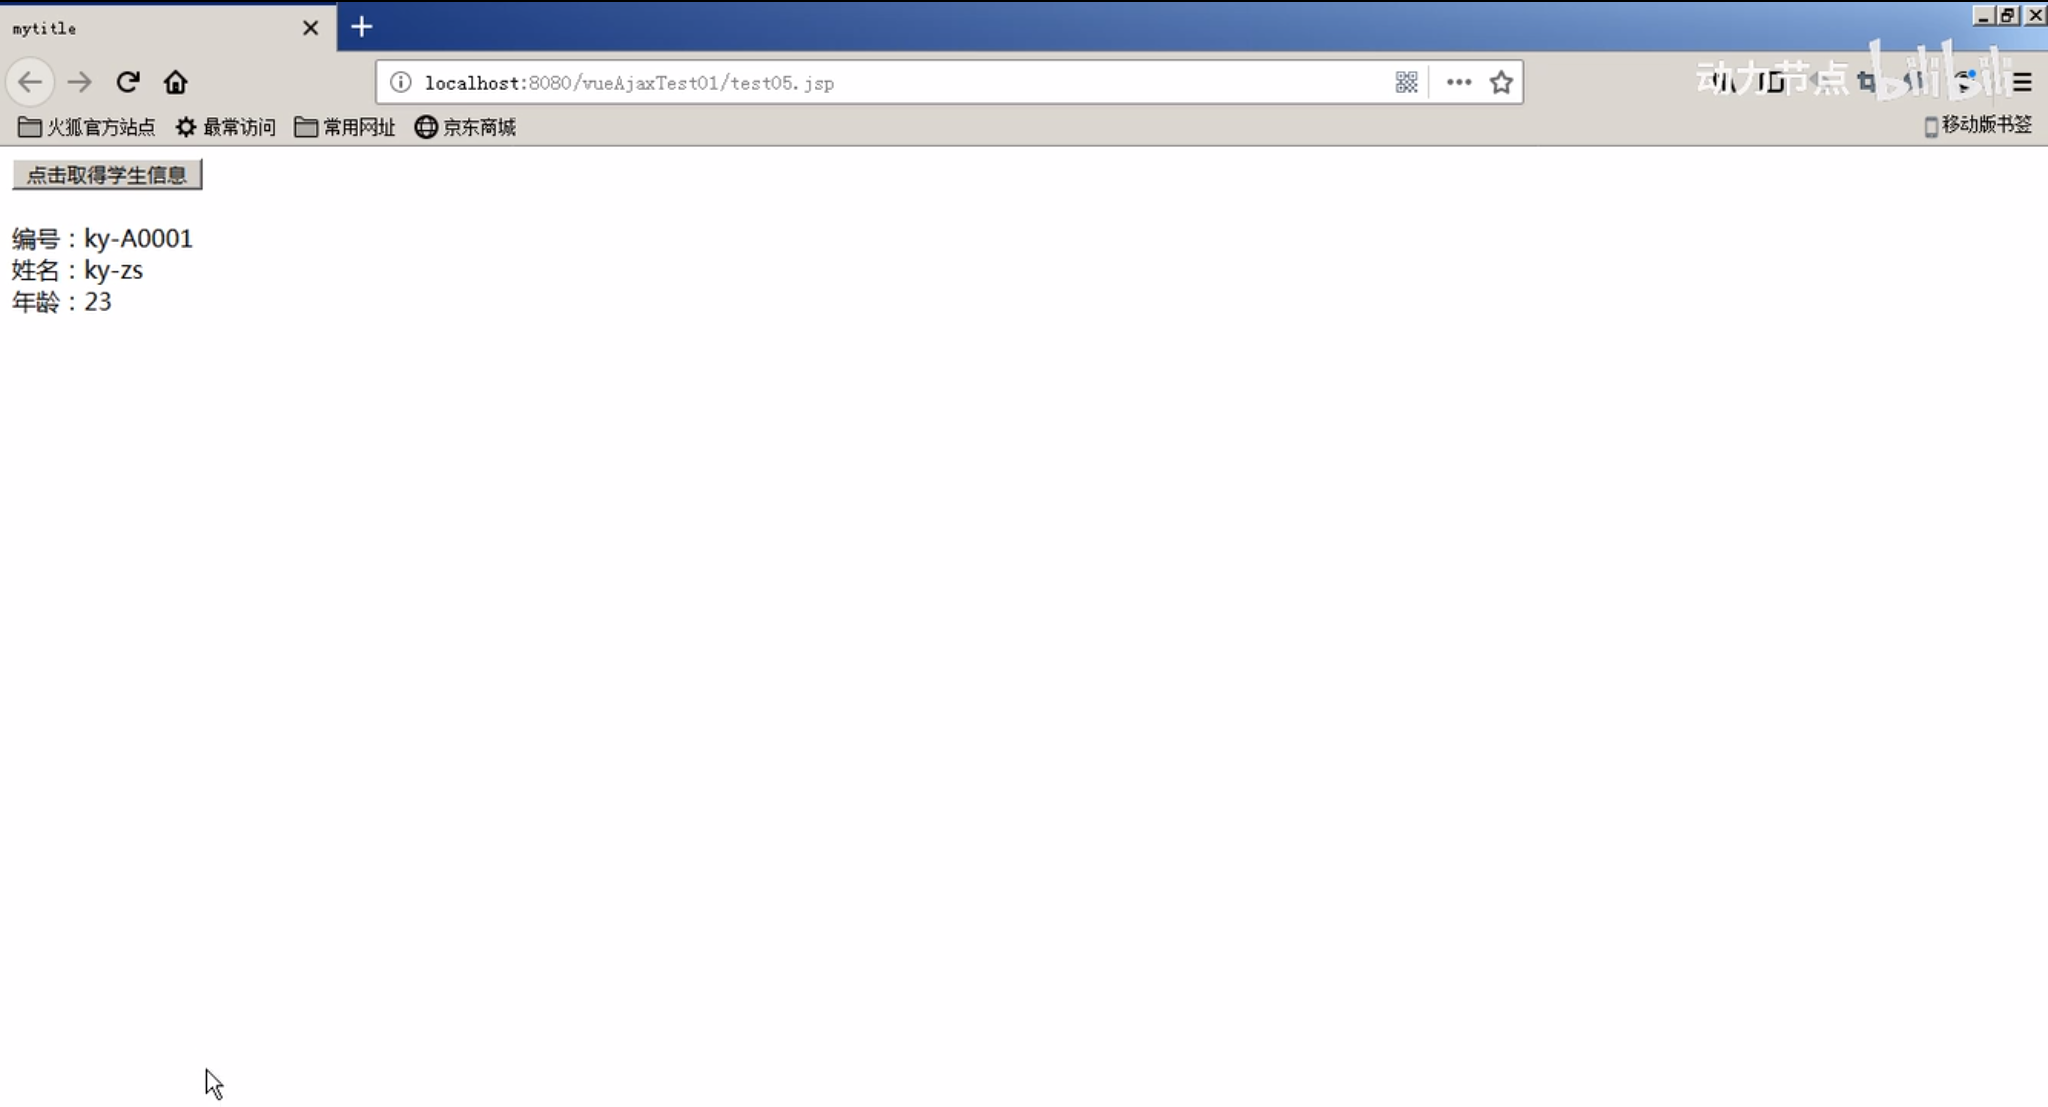 mytitle
localhost:8080/vueAjaxTest01/test05.jsp
动力节点 bilibili
火狐官方站点 最常访问 常用网址 京东商城 移动版书签
点击取得学生信息
编号：ky-A0001
姓名：ky-zs
年龄：23